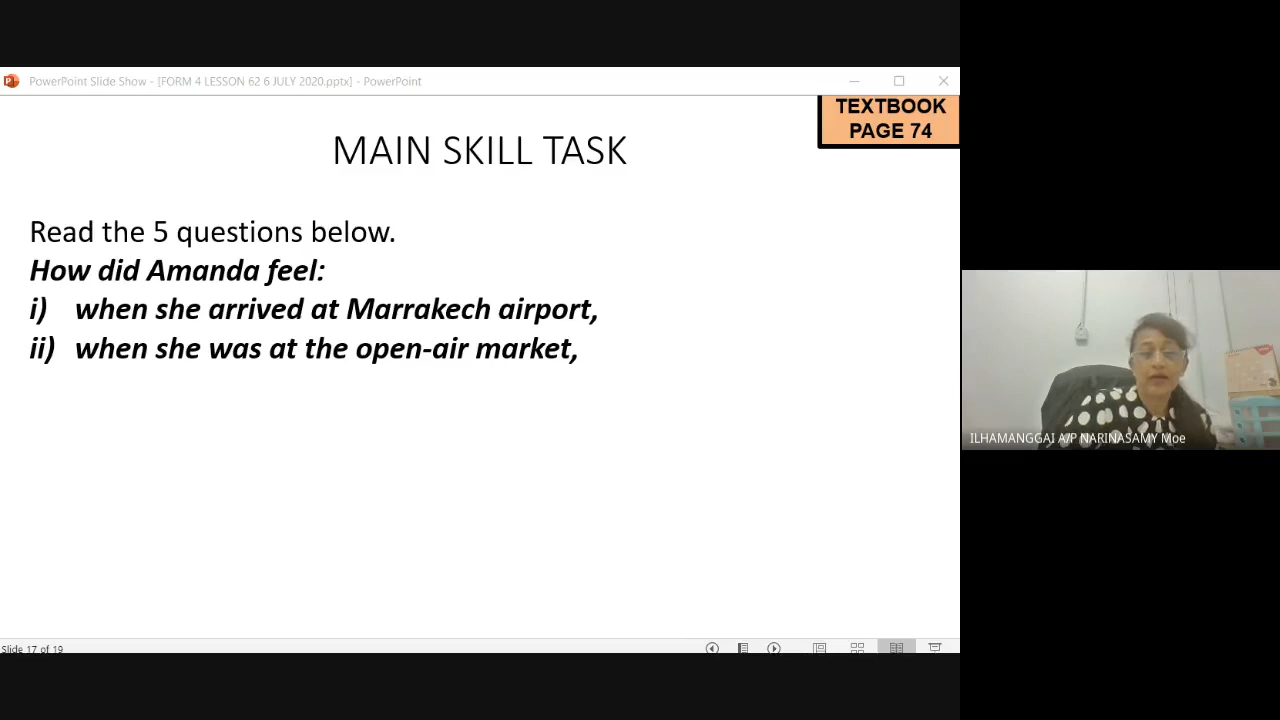 PowerPoint Slide Show - [FORM 4 LESSON 62 6 JULY 2020.pptx] - PowerPoint
TEXTBOOK
PAGE 74
MAIN SKILL TASK
Read the 5 questions below.
How did Amanda feel:
i) when she arrived at Marrakech airport,
ii) when she was at the open-air market,
ILHAMANGGAI A/P NARINASAMY Moe
Slide 17 of 19